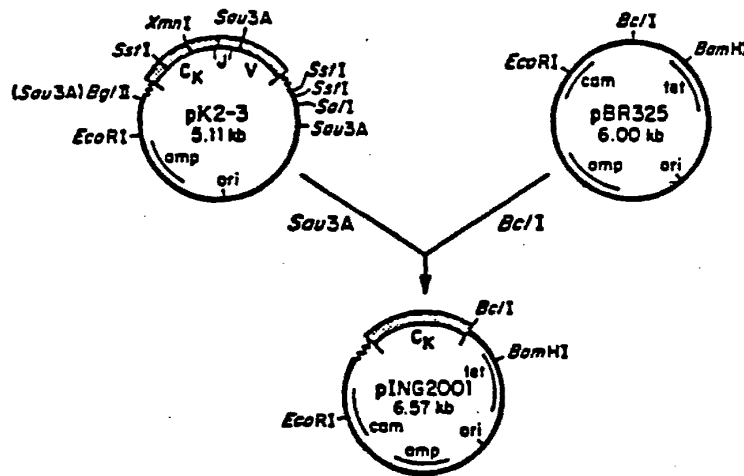 XmnI
Sau3A
SstI
Cκ
J
V
SstI
SstI
SalI
Sau3A
(Sau3A) BglII
EcoRI
pK2-3
5.11 kb
amp
ori
BclI
BamHI
EcoRI
cam
tet
pBR325
6.00 kb
amp
ori
Sau3A
BclI
BclI
Cκ
BamHI
tet
pING2001
6.57 kb
EcoRI
cam
ori
amp